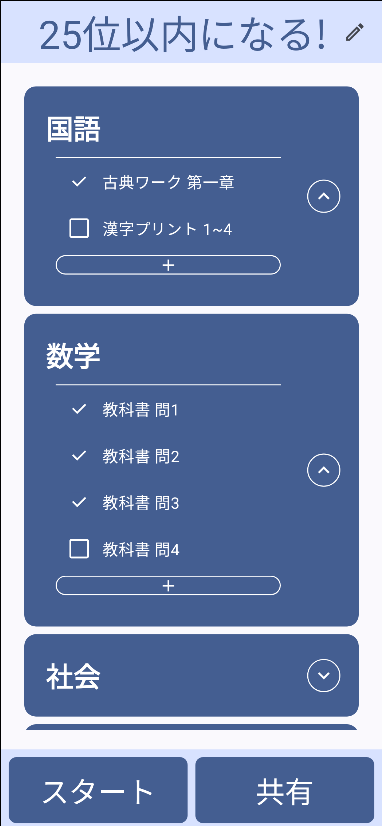 25位以内になる!
国語
古典ワーク 第一章
漢字プリント 1~4
+
数学
教科書 問1
教科書 問2
教科書 問3
教科書 問4
+
社会
スタート
共有